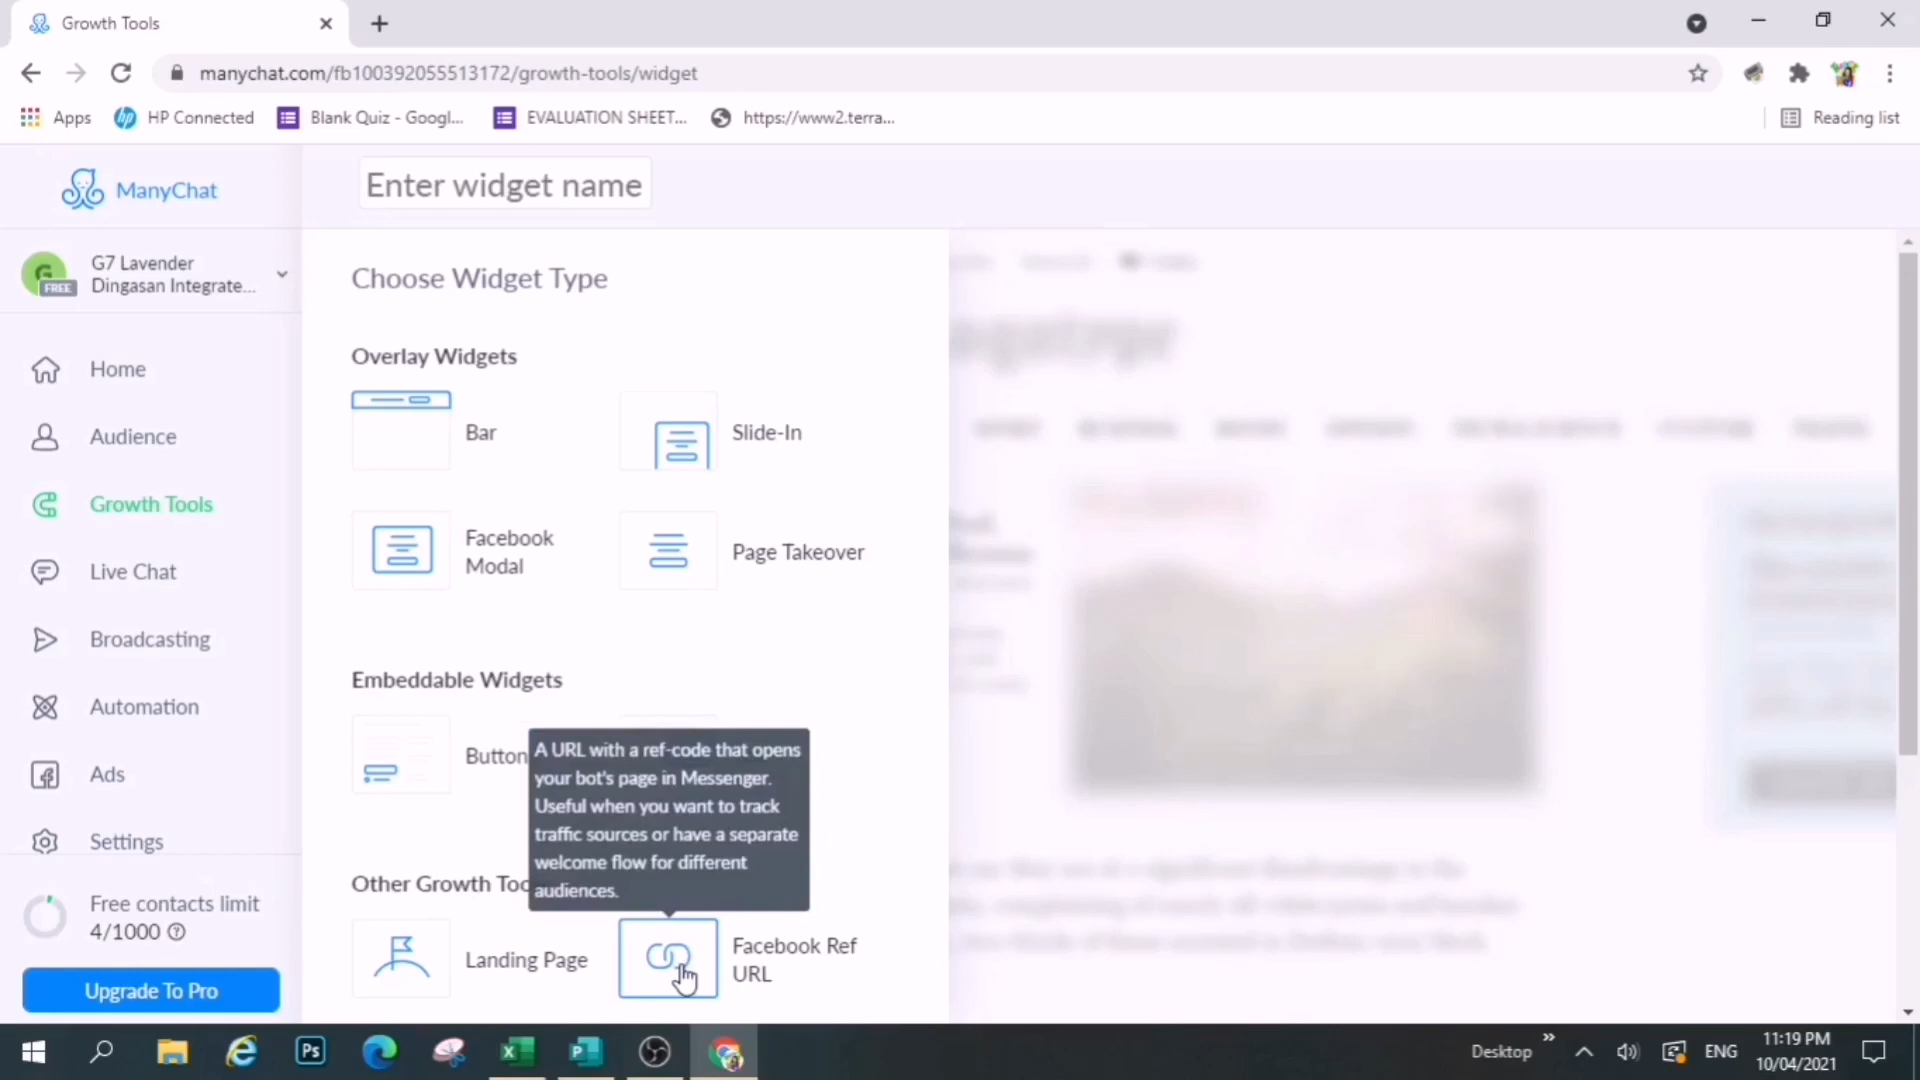 Growth Tools
manychat.com/fb100392055513172/growth-tools/widget
Apps
HP Connected
Blank Quiz - Googl...
EVALUATION SHEET...
https://www2.terra...
Reading list
ManyChat
Enter widget name
G7 Lavender
Dingasan Integrate...
FREE
Home
Audience
Growth Tools
Live Chat
Broadcasting
Automation
Ads
Settings
Free contacts limit
4/1000
Upgrade To Pro
Choose Widget Type
Overlay Widgets
Bar
Slide-In
Facebook
Modal
Page Takeover
Embeddable Widgets
Button
A URL with a ref-code that opens
your bot's page in Messenger.
Useful when you want to track
traffic sources or have a separate
welcome flow for different
audiences.
Other Growth Too
Landing Page
Facebook Ref
URL
Ps
Desktop
ENG
11:19 PM
10/04/2021